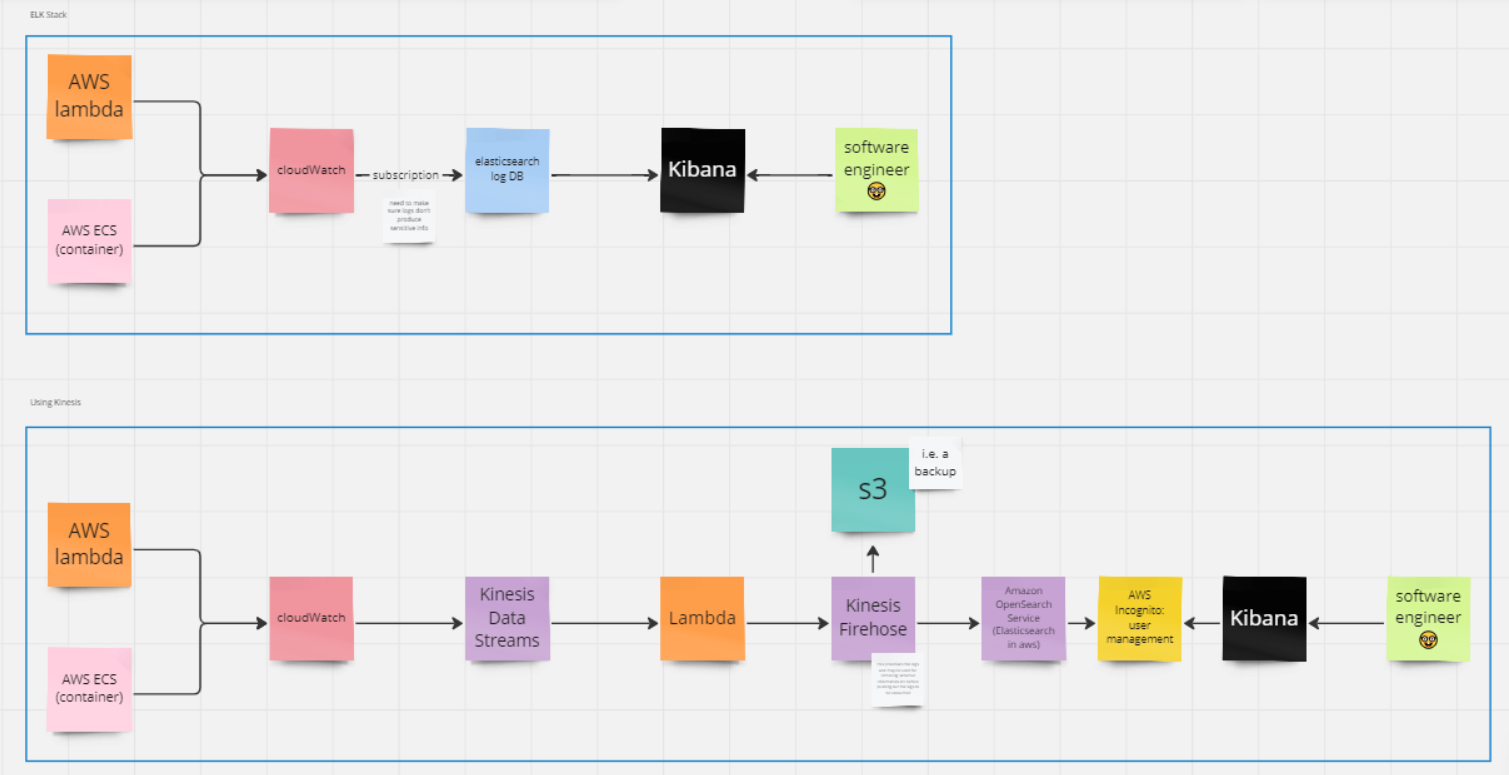 ELK Stack
AWS
lambda
AWS ECS
(container)
cloudWatch
subscription
need to make
sure logs don't
produce
sensitive info
elasticsearch
log DB
Kibana
software
engineer
Using Kinesis
AWS
lambda
AWS ECS
(container)
cloudWatch
Kinesis
Data
Streams
Lambda
s3
i.e. a
backup
Kinesis
Firehose
Amazon
OpenSearch
Service
(Elasticsearch
in aws)
AWS
Incognito:
user
management
Kibana
software
engineer